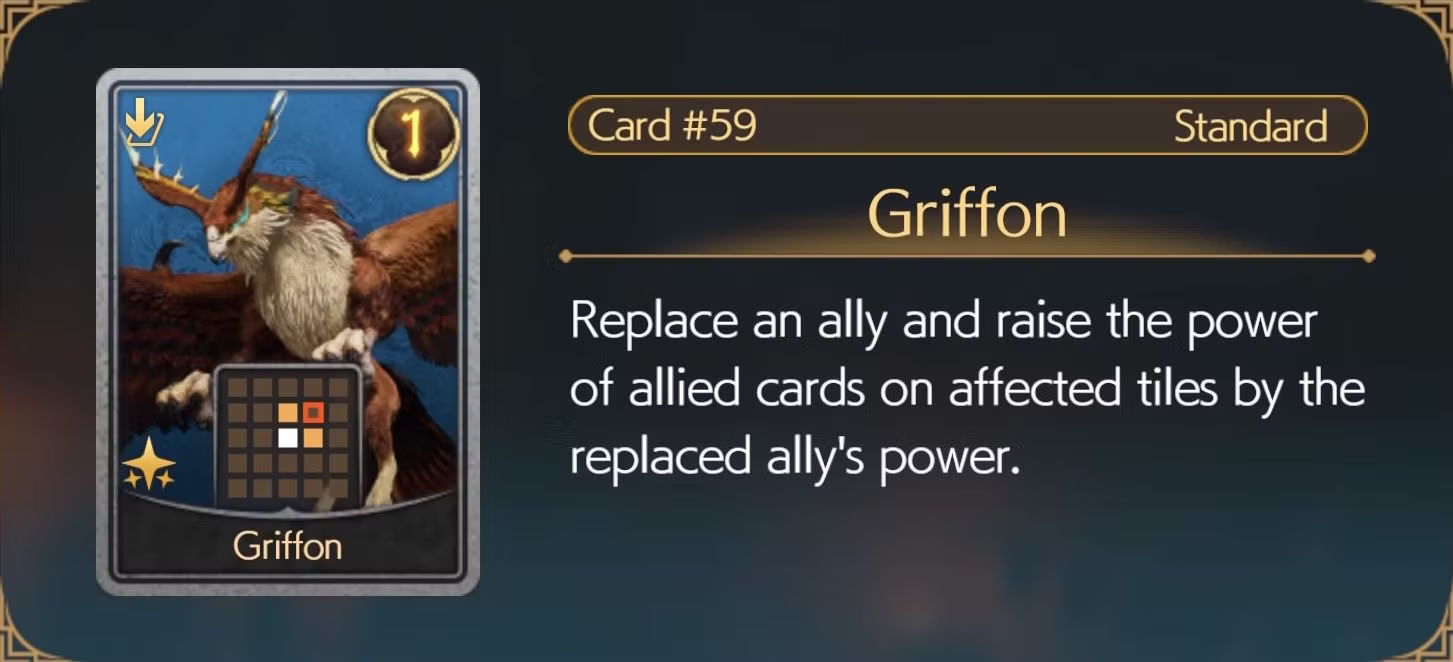 1
Griffon
Card #59
Standard
Griffon
Replace an ally and raise the power
of allied cards on affected tiles by the
replaced ally's power.